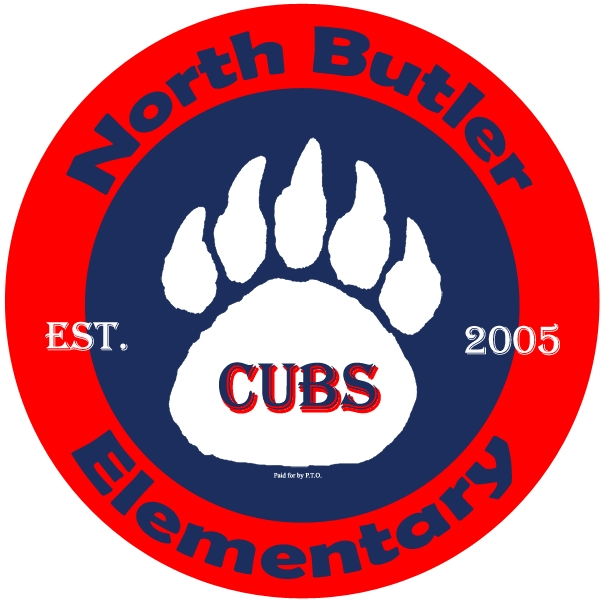 North Butler
EST.
2005
CUBS
Paid for by P.T.O.
Elementary